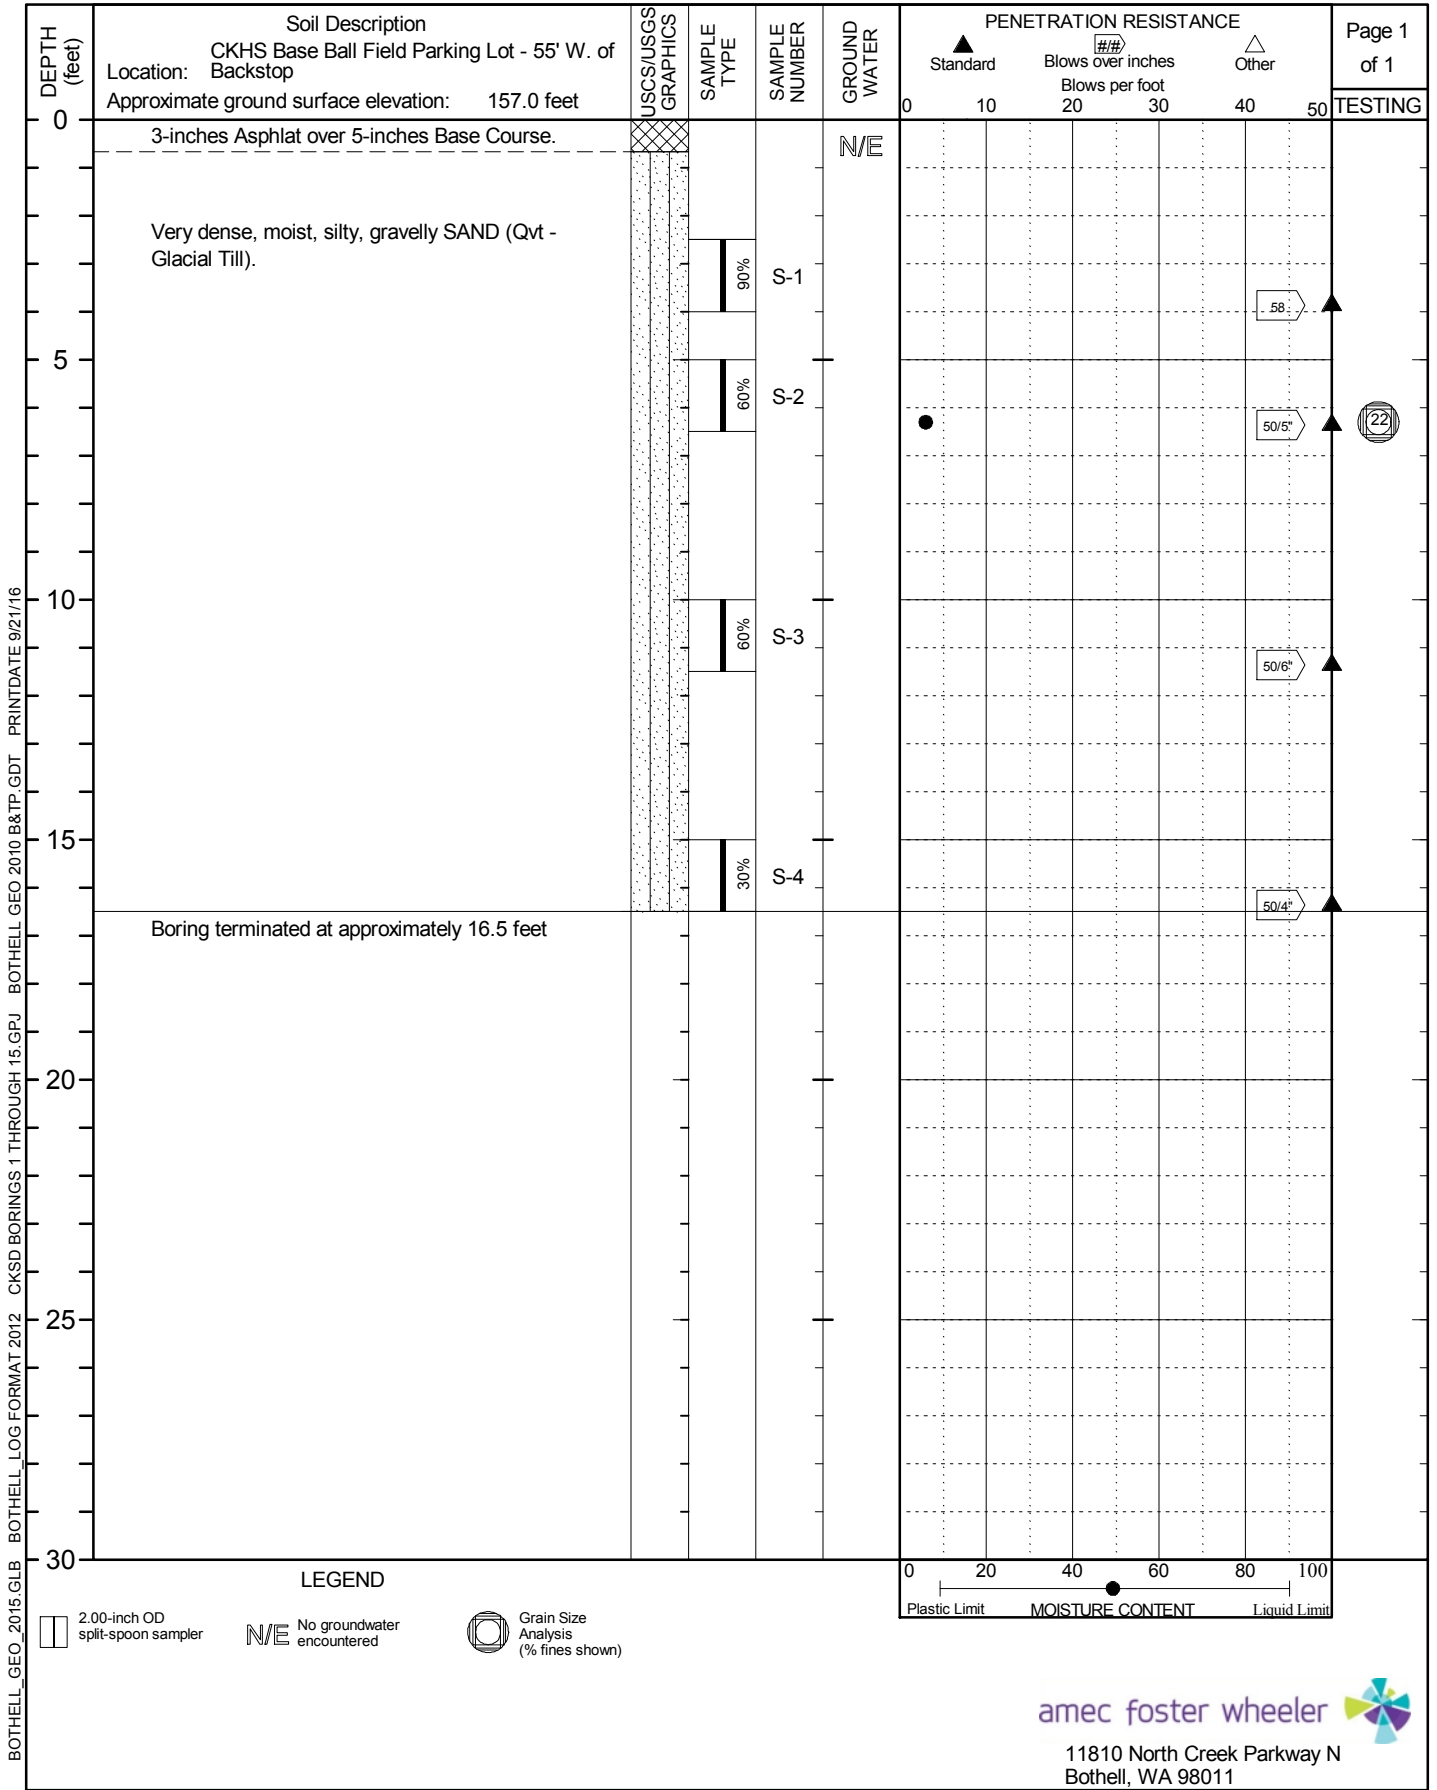 DEPTH
(feet)
Soil Description
Location: CKHS Base Ball Field Parking Lot - 55' W. of
Backstop
Approximate ground surface elevation: 157.0 feet
USCS/USGS
GRAPHICS
SAMPLE
TYPE
SAMPLE
NUMBER
GROUND
WATER
PENETRATION RESISTANCE
Standard
#/#
Blows over inches
Other
Blows per foot
0 10 20 30 40 50
Page 1
of 1
TESTING
0
3-inches Asphlat over 5-inches Base Course.
N/E
Very dense, moist, silty, gravelly SAND (Qvt -
Glacial Till).
90%
S-1
58
5
60%
S-2
50/5"
22
10
60%
S-3
50/6"
15
30%
S-4
50/4"
Boring terminated at approximately 16.5 feet
20
25
30
0 20 40 60 80 100
Plastic Limit
MOISTURE CONTENT
Liquid Limit
LEGEND
2.00-inch OD
split-spoon sampler
N/E
No groundwater
encountered
Grain Size
Analysis
(% fines shown)
amec foster wheeler
11810 North Creek Parkway N
Bothell, WA 98011
BOTHELL_GEO_2015.GLB BOTHELL_LOG FORMAT 2012 CKSD BORINGS 1 THROUGH 15.GPJ BOTHELL GEO 2010 B&TP.GDT PRINTDATE 9/21/16